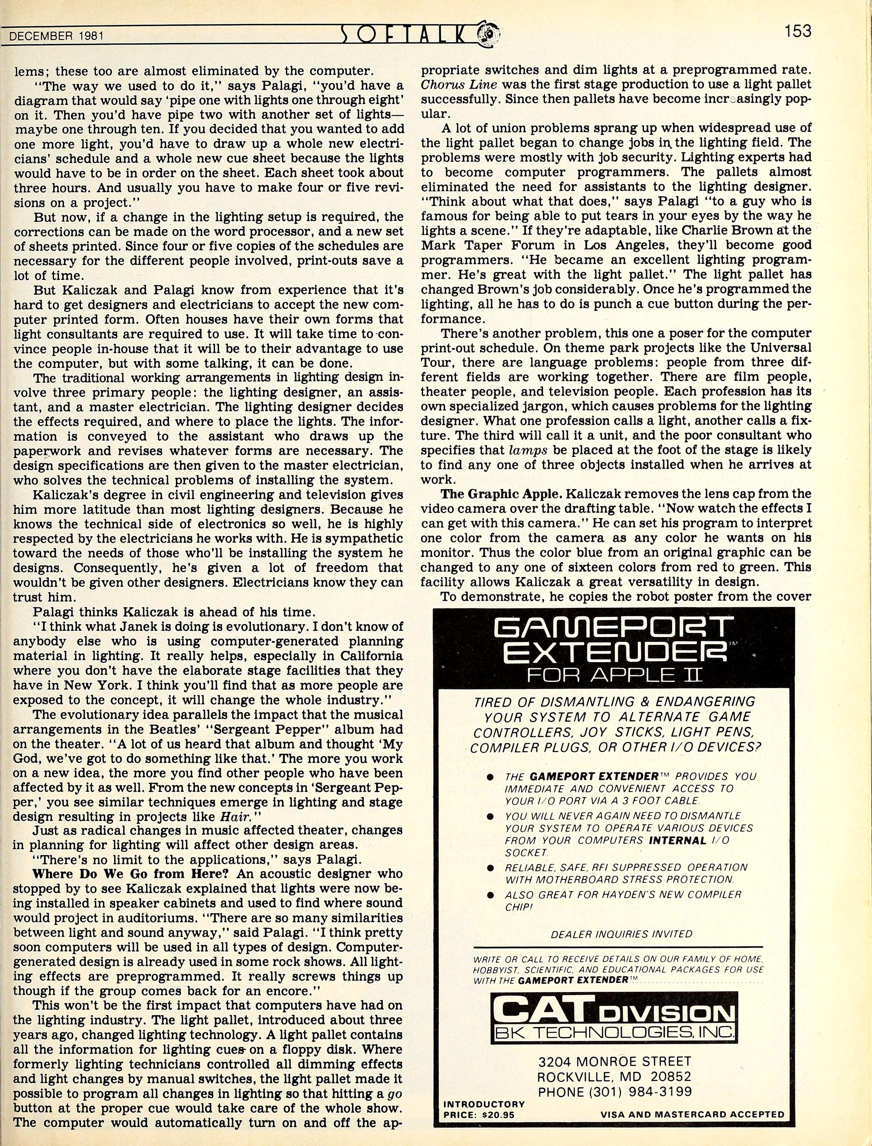 DECEMBER 1981
SOFTALK
153
lems; these too are almost eliminated by the computer.
"The way we used to do it," says Palagi, "you'd have a
diagram that would say 'pipe one with lights one through eight'
on it. Then you'd have pipe two with another set of lights—
maybe one through ten. If you decided that you wanted to add
one more light, you'd have to draw up a whole new electri-
cians' schedule and a whole new cue sheet because the lights
would have to be in order on the sheet. Each sheet took about
three hours. And usually you have to make four or five revi-
sions on a project."
But now, if a change in the lighting setup is required, the
corrections can be made on the word processor, and a new set
of sheets printed. Since four or five copies of the schedules are
necessary for the different people involved, print-outs save a
lot of time.
But Kaliczak and Palagi know from experience that it's
hard to get designers and electricians to accept the new com-
puter printed form. Often houses have their own forms that
light consultants are required to use. It will take time to con-
vince people in-house that it will be to their advantage to use
the computer, but with some talking, it can be done.
The traditional working arrangements in lighting design in-
volve three primary people: the lighting designer, an assis-
tant, and a master electrician. The lighting designer decides
the effects required, and where to place the lights. The infor-
mation is conveyed to the assistant who draws up the
paperwork and revises whatever forms are necessary. The
design specifications are then given to the master electrician,
who solves the technical problems of installing the system.
Kaliczak's degree in civil engineering and television gives
him more latitude than most lighting designers. Because he
knows the technical side of electronics so well, he is highly
respected by the electricians he works with. He is sympathetic
toward the needs of those who'll be installing the system he
designs. Consequently, he's given a lot of freedom that
wouldn't be given other designers. Electricians know they can
trust him.
Palagi thinks Kaliczak is ahead of his time.
"I think what Janek is doing is evolutionary. I don't know of
anybody else who is using computer-generated planning
material in lighting. It really helps, especially in California
where you don't have the elaborate stage facilities that they
have in New York. I think you'll find that as more people are
exposed to the concept, it will change the whole industry."
The evolutionary idea parallels the impact that the musical
arrangements in the Beatles' "Sergeant Pepper" album had
on the theater. "A lot of us heard that album and thought 'My
God, we've got to do something like that.' The more you work
on a new idea, the more you find other people who have been
affected by it as well. From the new concepts in 'Sergeant Pep-
per,' you see similar techniques emerge in lighting and stage
design resulting in projects like Hair."
Just as radical changes in music affected theater, changes
in planning for lighting will affect other design areas.
"There's no limit to the applications," says Palagi.
Where Do We Go from Here? An acoustic designer who
stopped by to see Kaliczak explained that lights were now be-
ing installed in speaker cabinets and used to find where sound
would project in auditoriums. "There are so many similarities
between light and sound anyway," said Palagi. "I think pretty
soon computers will be used in all types of design. Computer-
generated design is already used in some rock shows. All light-
ing effects are preprogrammed. It really screws things up
though if the group comes back for an encore."
This won't be the first impact that computers have had on
the lighting industry. The light pallet, introduced about three
years ago, changed lighting technology. A light pallet contains
all the information for lighting cues on a floppy disk. Where
formerly lighting technicians controlled all dimming effects
and light changes by manual switches, the light pallet made it
possible to program all changes in lighting so that hitting a go
button at the proper cue would take care of the whole show.
The computer would automatically turn on and off the ap-
propriate switches and dim lights at a preprogrammed rate.
Chorus Line was the first stage production to use a light pallet
successfully. Since then pallets have become incr asingly pop-
ular.
A lot of union problems sprang up when widespread use of
the light pallet began to change jobs in the lighting field. The
problems were mostly with job security. Lighting experts had
to become computer programmers. The pallets almost
eliminated the need for assistants to the lighting designer.
"Think about what that does," says Palagi "to a guy who is
famous for being able to put tears in your eyes by the way he
lights a scene." If they're adaptable, like Charlie Brown at the
Mark Taper Forum in Los Angeles, they'll become good
programmers. "He became an excellent lighting program-
mer. He's great with the light pallet." The light pallet has
changed Brown's job considerably. Once he's programmed the
lighting, all he has to do is punch a cue button during the per-
formance.
There's another problem, this one a poser for the computer
print-out schedule. On theme park projects like the Universal
Tour, there are language problems: people from three dif-
ferent fields are working together. There are film people,
theater people, and television people. Each profession has its
own specialized jargon, which causes problems for the lighting
designer. What one profession calls a light, another calls a fix-
ture. The third will call it a unit, and the poor consultant who
specifies that lamps be placed at the foot of the stage is likely
to find any one of three objects installed when he arrives at
work.
The Graphic Apple. Kaliczak removes the lens cap from the
video camera over the drafting table. "Now watch the effects I
can get with this camera." He can set his program to interpret
one color from the camera as any color he wants on his
monitor. Thus the color blue from an original graphic can be
changed to any one of sixteen colors from red to green. This
facility allows Kaliczak a great versatility in design.
To demonstrate, he copies the robot poster from the cover
GAMEPORT
EXTENDER™
FOR APPLE II
TIRED OF DISMANTLING & ENDANGERING
YOUR SYSTEM TO ALTERNATE GAME
CONTROLLERS, JOY STICKS, LIGHT PENS,
COMPILER PLUGS, OR OTHER I/O DEVICES?
● THE GAMEPORT EXTENDER™ PROVIDES YOU
IMMEDIATE AND CONVENIENT ACCESS TO
YOUR I/O PORT VIA A 3 FOOT CABLE.
● YOU WILL NEVER AGAIN NEED TO DISMANTLE
YOUR SYSTEM TO OPERATE VARIOUS DEVICES
FROM YOUR COMPUTERS INTERNAL I/O
SOCKET.
● RELIABLE, SAFE, RFI SUPPRESSED OPERATION
WITH MOTHERBOARD STRESS PROTECTION.
● ALSO GREAT FOR HAYDEN'S NEW COMPILER
CHIP!
DEALER INQUIRIES INVITED
WRITE OR CALL TO RECEIVE DETAILS ON OUR FAMILY OF HOME,
HOBBYIST, SCIENTIFIC, AND EDUCATIONAL PACKAGES FOR USE
WITH THE GAMEPORT EXTENDER™
CAT DIVISION
BK TECHNOLOGIES, INC.
3204 MONROE STREET
ROCKVILLE, MD 20852
PHONE (301) 984-3199
INTRODUCTORY
PRICE: $20.95
VISA AND MASTERCARD ACCEPTED